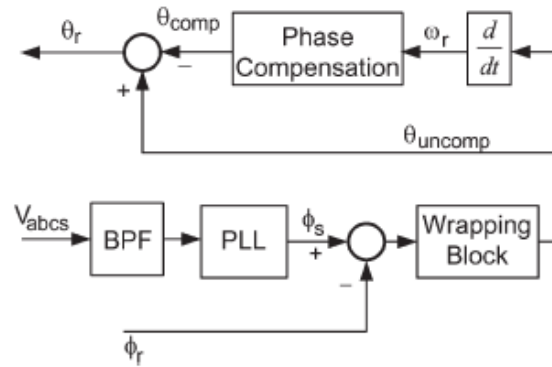 θr
θcomp
Phase
Compensation
ωr
d
dt
−
+
θuncomp
Vabcs
BPF
PLL
ϕs
+
−
Wrapping
Block
ϕr